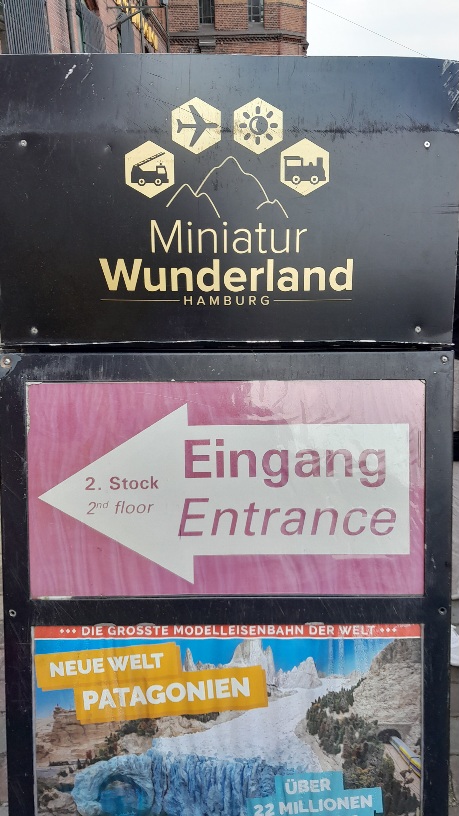 Miniatur
Wunderland
HAMBURG
Eingang
2. Stock
2nd floor
Entrance
DIE GRÖSSTE MODELLEISENBAHN DER WELT
NEUE WELT
PATAGONIEN
ÜBER
22 MILLIONEN